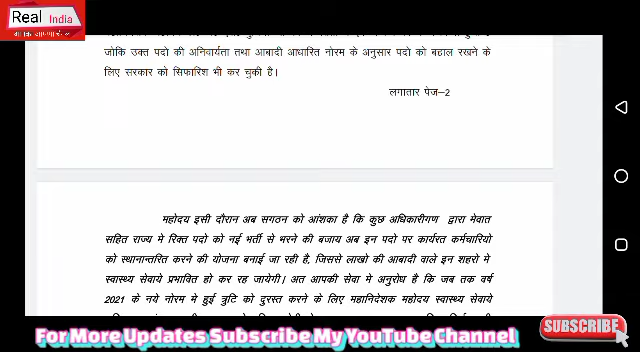 Real India
जोकि उक्त पदो की अनिवार्यता तथा आबादी आधारित नोरम के अनुसार पदो को बहाल रखने के
लिए सरकार को सिफारिश भी कर चुकी है।
लगातार पेज–2
महोदय इसी दौरान अब सगठन को आंशका है कि कुछ अधिकारीगण द्वारा मेवात
सहित राज्य मे रिक्त पदो को नई भर्ती से भरने की बजाय अब इन पदो पर कार्यरत कर्मचारियो
को स्थानान्तरित करने की योजना बनाई जा रही है, जिससे लाखो की आबादी वाले इन शहरो मे
स्वास्थ्य सेवाये प्रभावित हो कर रह जायेगी। अत आपकी सेवा मे अनुरोध है कि जब तक वर्ष
2021 के नये नोरम मे हुई त्रुटि को दुरस्त करने के लिए महानिदेशक महोदय स्वास्थ्य सेवाये
For More Updates Subscribe My YouTube Channel
SUBSCRIBE